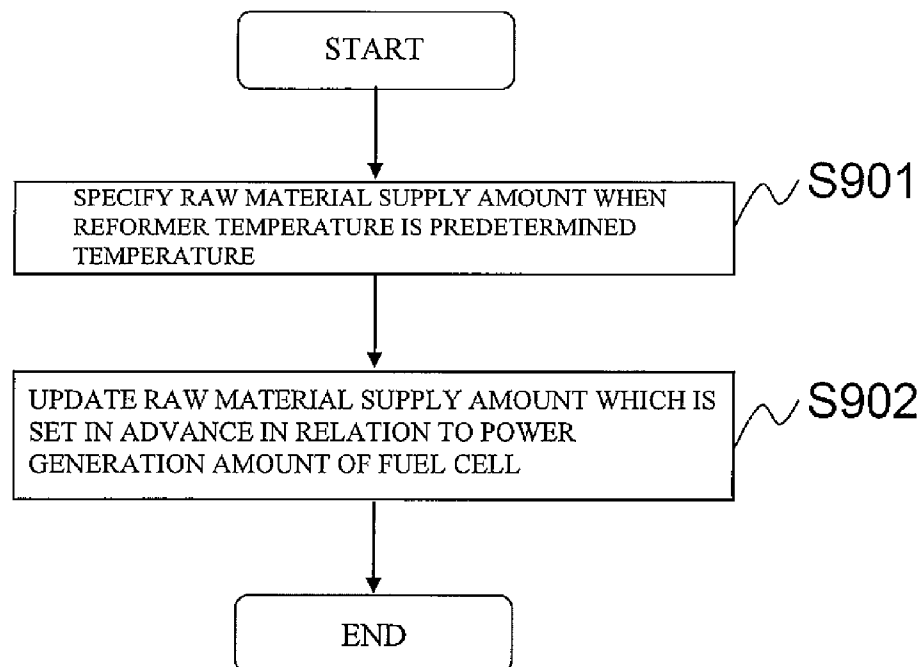 START
SPECIFY RAW MATERIAL SUPPLY AMOUNT WHEN
REFORMER TEMPERATURE IS PREDETERMINED
TEMPERATURE
S901
UPDATE RAW MATERIAL SUPPLY AMOUNT WHICH IS
SET IN ADVANCE IN RELATION TO POWER
GENERATION AMOUNT OF FUEL CELL
S902
END